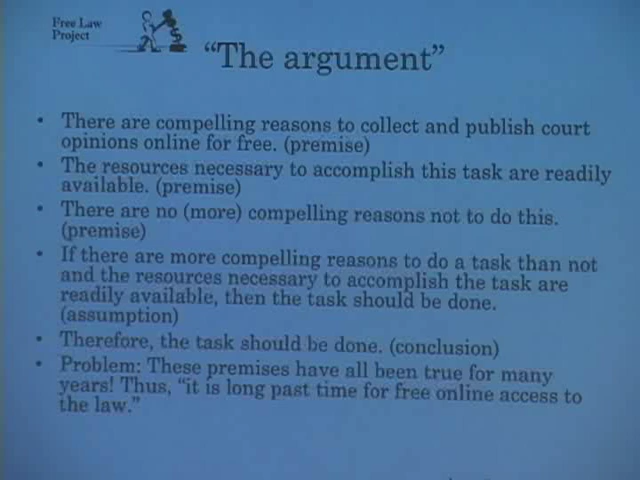 Free Law
Project
“The argument”
• There are compelling reasons to collect and publish court
opinions online for free. (premise)
• The resources necessary to accomplish this task are readily
available. (premise)
• There are no (more) compelling reasons not to do this.
(premise)
• If there are more compelling reasons to do a task than not
and the resources necessary to accomplish the task are
readily available, then the task should be done.
(assumption)
• Therefore, the task should be done. (conclusion)
• Problem: These premises have all been true for many
years! Thus, “it is long past time for free online access to
the law.”